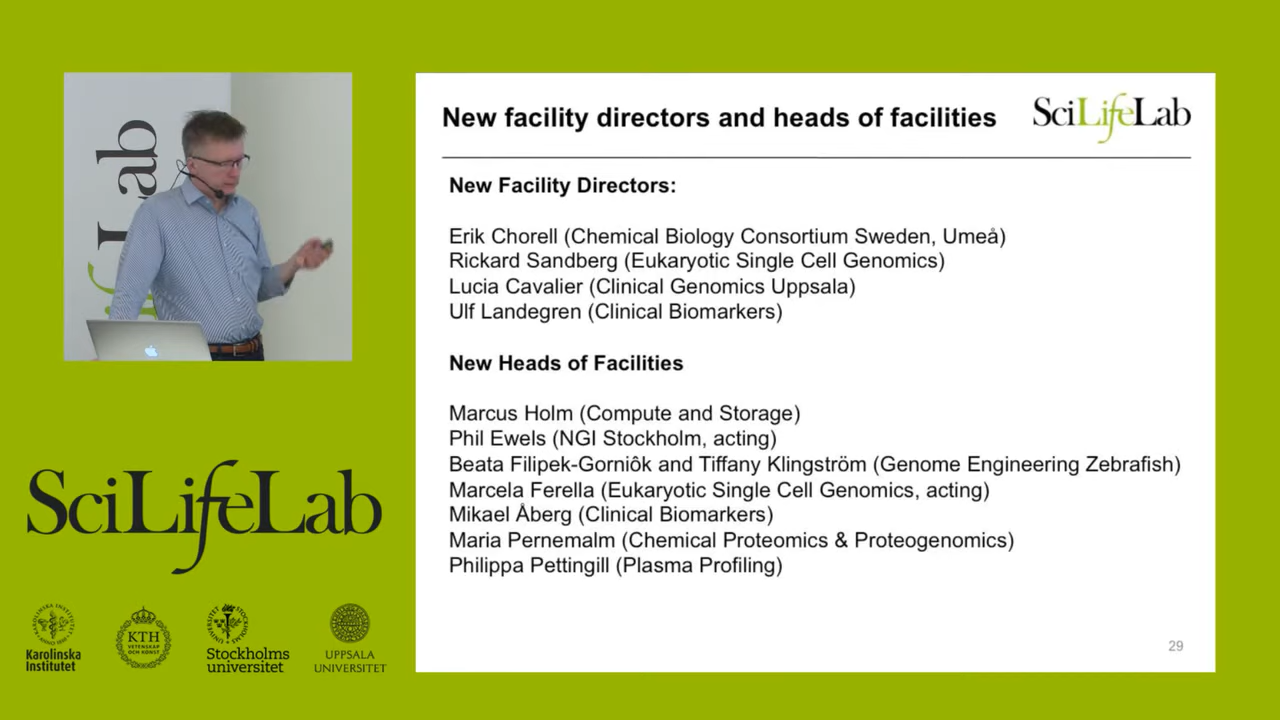 New facility directors and heads of facilities
SciLifeLab
New Facility Directors:
Erik Chorell (Chemical Biology Consortium Sweden, Umeå)
Rickard Sandberg (Eukaryotic Single Cell Genomics)
Lucia Cavalier (Clinical Genomics Uppsala)
Ulf Landegren (Clinical Biomarkers)
New Heads of Facilities
Marcus Holm (Compute and Storage)
Phil Ewels (NGI Stockholm, acting)
Beata Filipek-Gorniôk and Tiffany Klingström (Genome Engineering Zebrafish)
Marcela Ferella (Eukaryotic Single Cell Genomics, acting)
Mikael Åberg (Clinical Biomarkers)
Maria Pernemalm (Chemical Proteomics & Proteogenomics)
Philippa Pettingill (Plasma Profiling)
29
Lab
SciLifeLab
Karolinska
Institutet
KTH
VETENSKAP
OCH KONST
Stockholms
universitet
UPPSALA
UNIVERSITET